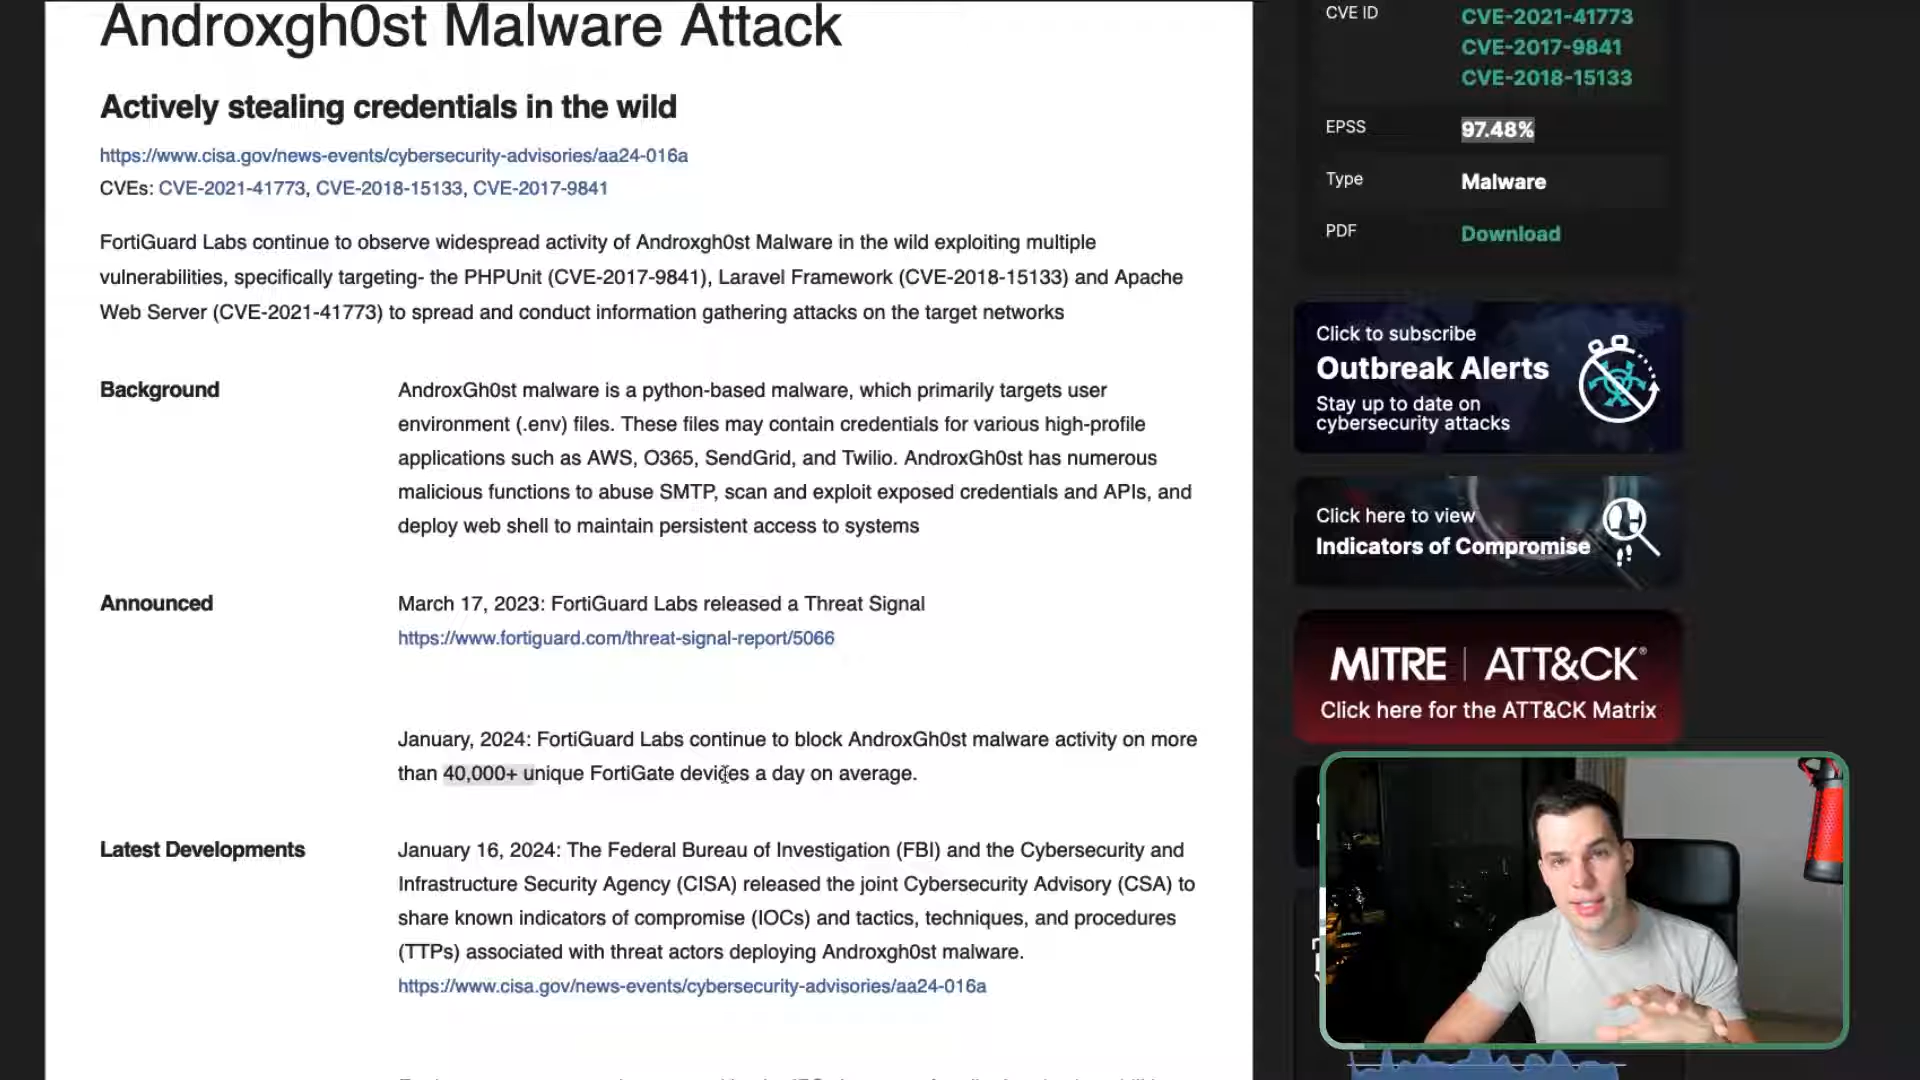 Androxgh0st Malware Attack
Actively stealing credentials in the wild
https://www.cisa.gov/news-events/cybersecurity-advisories/aa24-016a
CVEs: CVE-2021-41773, CVE-2018-15133, CVE-2017-9841
FortiGuard Labs continue to observe widespread activity of Androxgh0st Malware in the wild exploiting multiple
vulnerabilities, specifically targeting- the PHPUnit (CVE-2017-9841), Laravel Framework (CVE-2018-15133) and Apache
Web Server (CVE-2021-41773) to spread and conduct information gathering attacks on the target networks
Background
AndroxGh0st malware is a python-based malware, which primarily targets user
environment (.env) files. These files may contain credentials for various high-profile
applications such as AWS, O365, SendGrid, and Twilio. AndroxGh0st has numerous
malicious functions to abuse SMTP, scan and exploit exposed credentials and APIs, and
deploy web shell to maintain persistent access to systems
Announced
March 17, 2023: FortiGuard Labs released a Threat Signal
https://www.fortiguard.com/threat-signal-report/5066
January, 2024: FortiGuard Labs continue to block AndroxGh0st malware activity on more
than 40,000+ unique FortiGate devices a day on average.
Latest Developments
January 16, 2024: The Federal Bureau of Investigation (FBI) and the Cybersecurity and
Infrastructure Security Agency (CISA) released the joint Cybersecurity Advisory (CSA) to
share known indicators of compromise (IOCs) and tactics, techniques, and procedures
(TTPs) associated with threat actors deploying Androxgh0st malware.
https://www.cisa.gov/news-events/cybersecurity-advisories/aa24-016a
CVE ID
CVE-2021-41773
CVE-2017-9841
CVE-2018-15133
EPSS
97.48%
Type
Malware
PDF
Download
Click to subscribe
Outbreak Alerts
Stay up to date on
cybersecurity attacks
Click here to view
Indicators of Compromise
MITRE | ATT&CK®
Click here for the ATT&CK Matrix